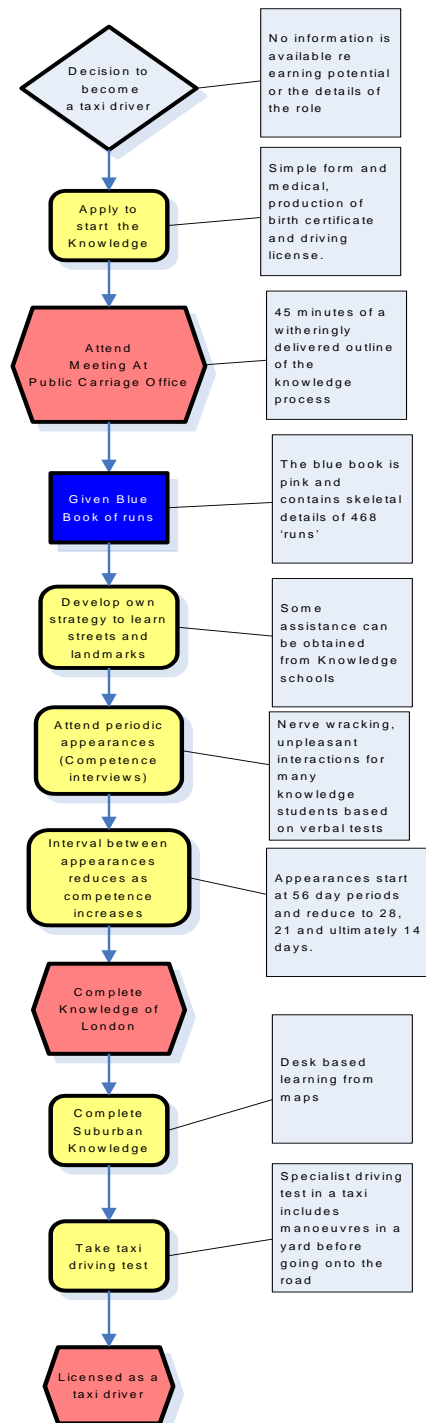 Decision to
become
a taxi driver
No information is
available re
earning potential
or the details of
the role
Apply to
start the
Knowledge
Simple form and
medical,
production of
birth certificate
and driving
license.
Attend
Meeting At
Public Carriage Office
45 minutes of a
witheringly
delivered outline
of the
knowledge
process
Given Blue
Book of runs
The blue book is
pink and
contains skeletal
details of 468
‘runs’
Develop own
strategy to learn
streets and
landmarks
Some
assistance can
be obtained
from Knowledge
schools
Attend periodic
appearances
(Competence
interviews)
Nerve wracking,
unpleasant
interactions for
many
knowledge
students based
on verbal tests
Interval between
appearances
reduces as
competence
increases
Appearances start
at 56 day periods
and reduce to 28,
21 and ultimately 14
days.
Complete
Knowledge of
London
Desk based
learning from
maps
Complete
Suburban
Knowledge
Specialist driving
test in a taxi
includes
manoeuvres in a
yard before
going onto the
road
Take taxi
driving test
Licensed as a
taxi driver